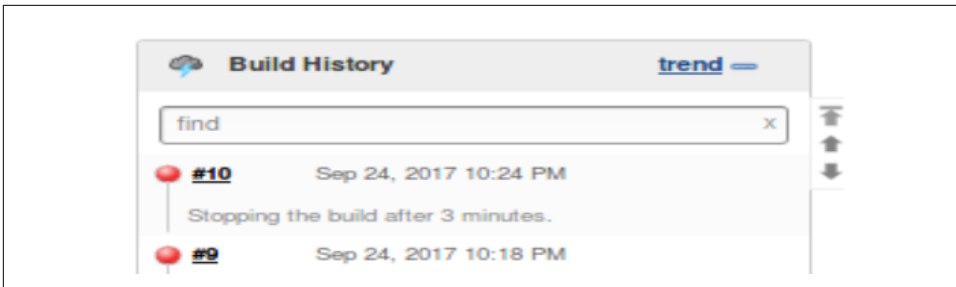 Build History trend
find x
#10 Sep 24, 2017 10:24 PM
Stopping the build after 3 minutes.
#9 Sep 24, 2017 10:18 PM